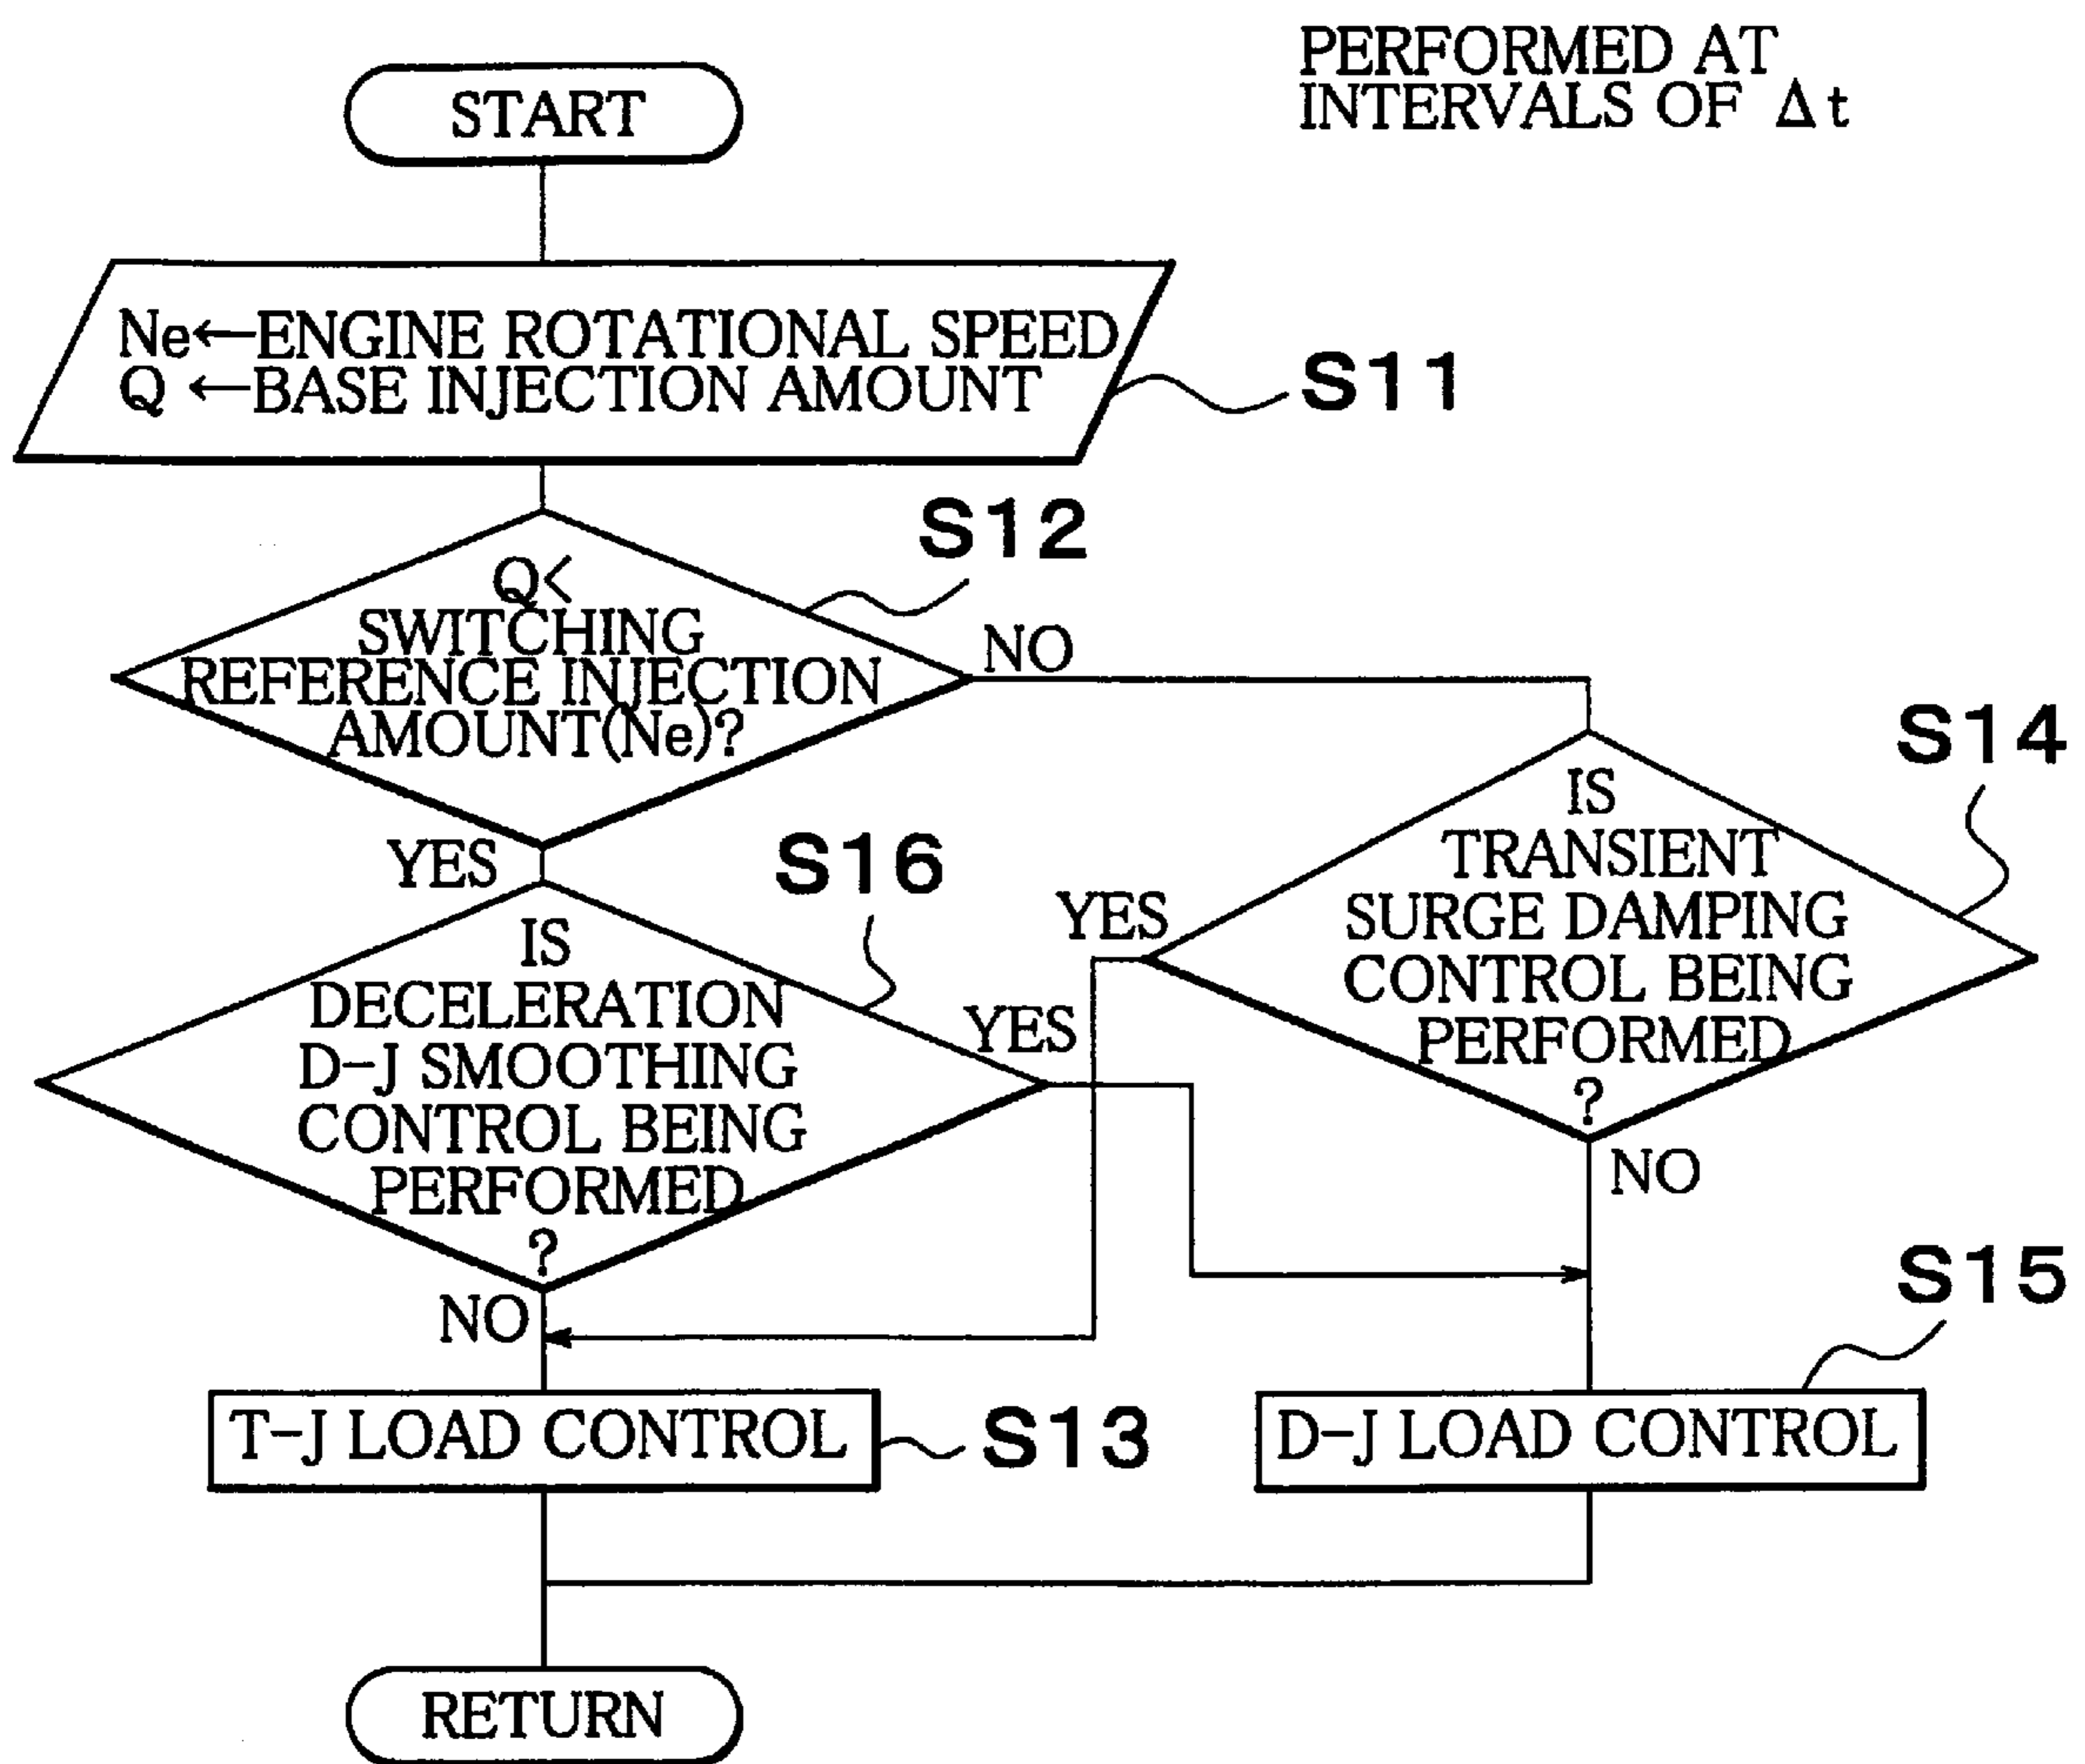 PERFORMED AT
INTERVALS OF Δt
START
Ne←ENGINE ROTATIONAL SPEED
Q ←BASE INJECTION AMOUNT
S11
S12
Q<
SWITCHING
REFERENCE INJECTION
AMOUNT(Ne)?
NO
YES
S14
IS
TRANSIENT
SURGE DAMPING
CONTROL BEING
PERFORMED
?
YES
NO
S16
IS
DECELERATION
D-J SMOOTHING
CONTROL BEING
PERFORMED
?
YES
NO
T-J LOAD CONTROL
S13
S15
D-J LOAD CONTROL
RETURN